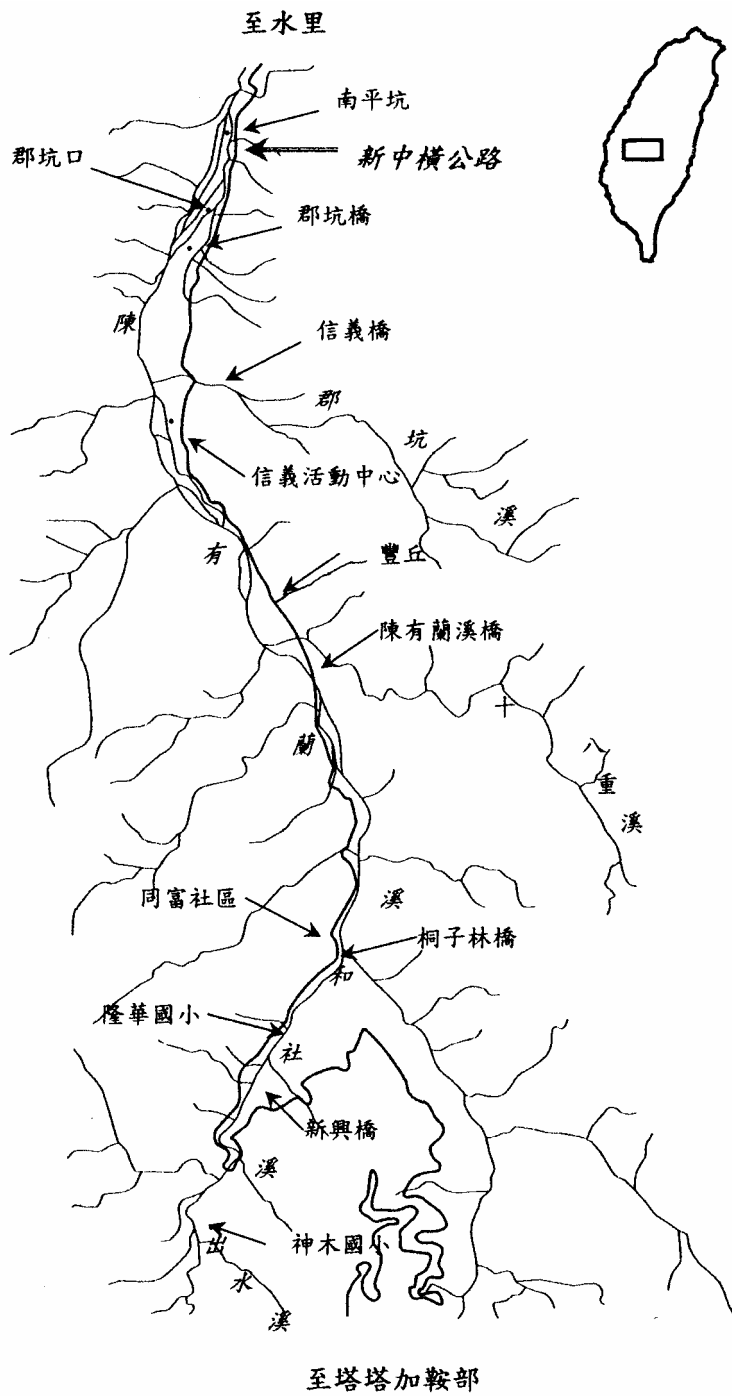 至水里
南平坑
新中橫公路
郡坑口
郡坑橋
陳有蘭溪
信義橋
郡坑溪
信義活動中心
豐丘
陳有蘭溪橋
十八重溪
同富社區
桐子林橋
和社溪
隆華國小
新興橋
神木國小
出水溪
至塔塔加鞍部